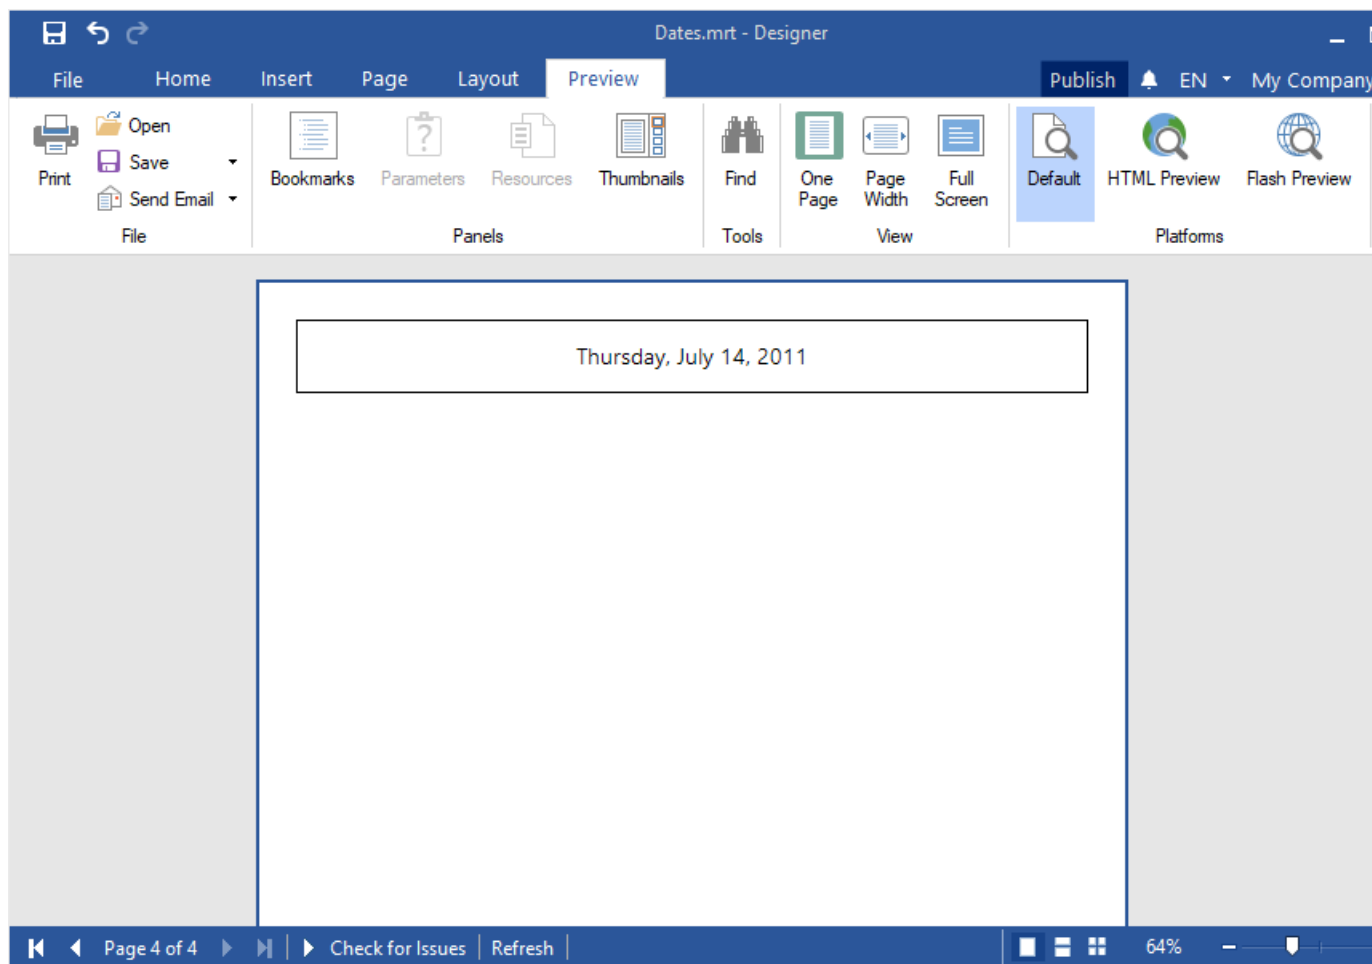 Dates.mrt - Designer
File Home Insert Page Layout Preview Publish EN My Company
Print
Open
Save
Send Email
File
Bookmarks Parameters Resources Thumbnails
Panels
Find
Tools
One Page
Page Width
Full Screen
View
Default HTML Preview Flash Preview
Platforms
Thursday, July 14, 2011
Page 4 of 4 Check for Issues Refresh 64%